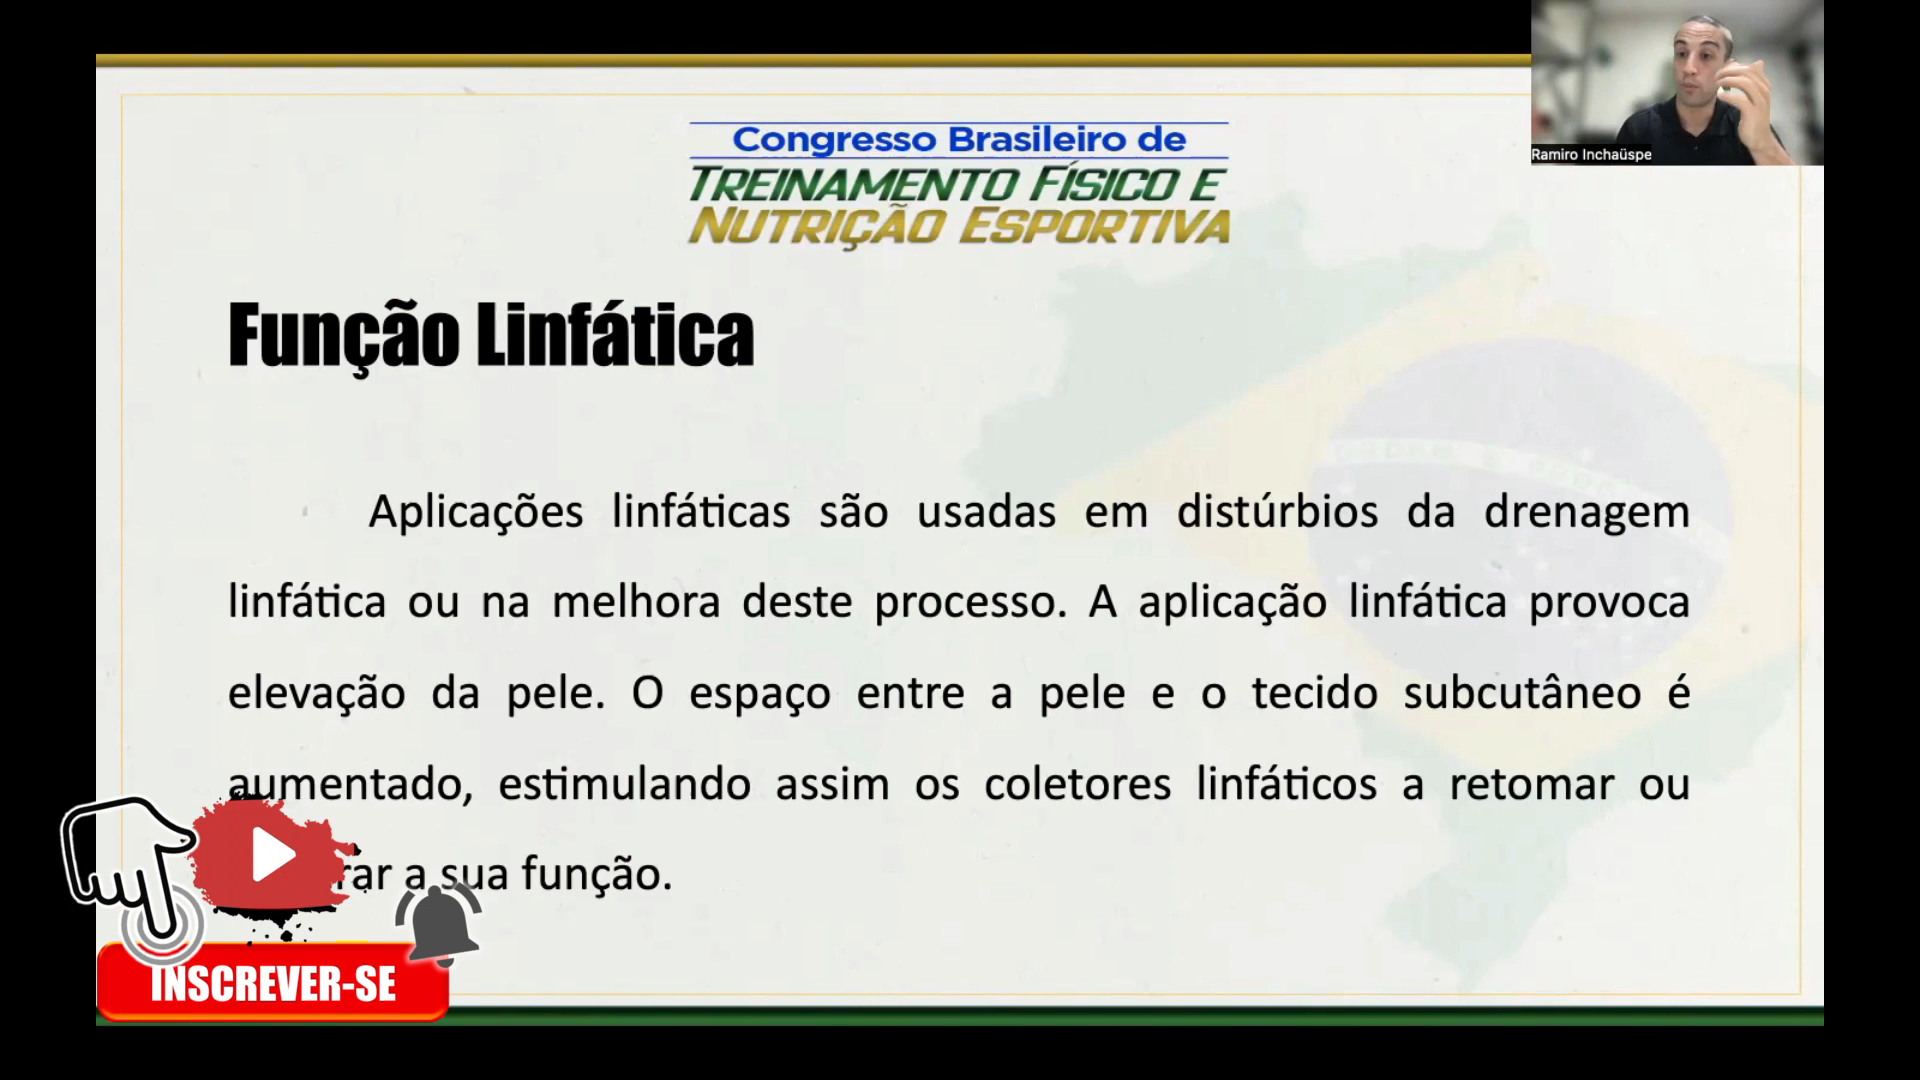 Congresso Brasileiro de
TREINAMENTO FÍSICO E
NUTRIÇÃO ESPORTIVA
Ramiro Inchaüspe
Função Linfática
Aplicações linfáticas são usadas em distúrbios da drenagem
linfática ou na melhora deste processo. A aplicação linfática provoca
elevação da pele. O espaço entre a pele e o tecido subcutâneo é
aumentado, estimulando assim os coletores linfáticos a retomar ou
a sua função.
INSCREVER-SE